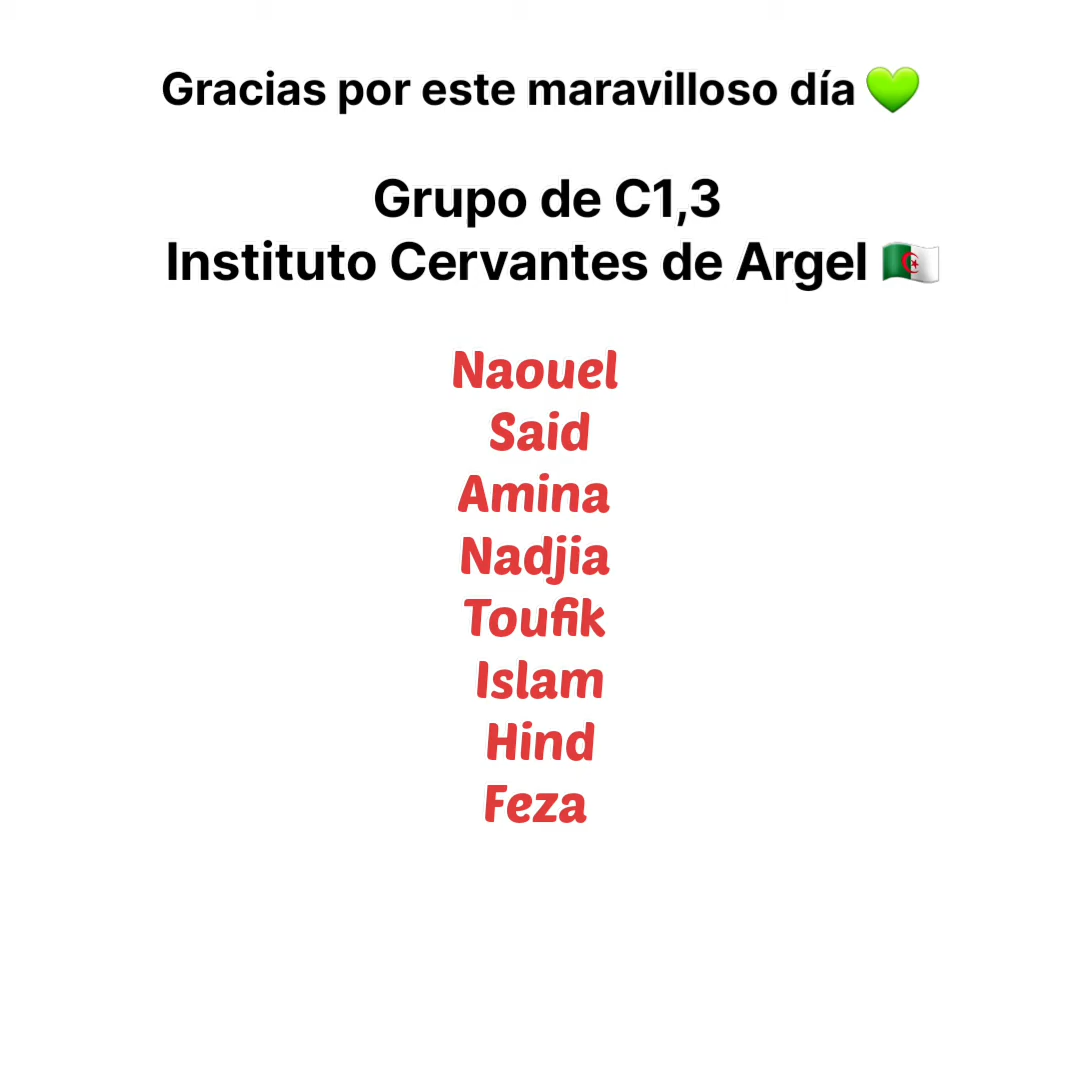 Gracias por este maravilloso día 💚
Grupo de C1,3
Instituto Cervantes de Argel 🇩🇿
Naouel
Said
Amina
Nadjia
Toufik
Islam
Hind
Feza